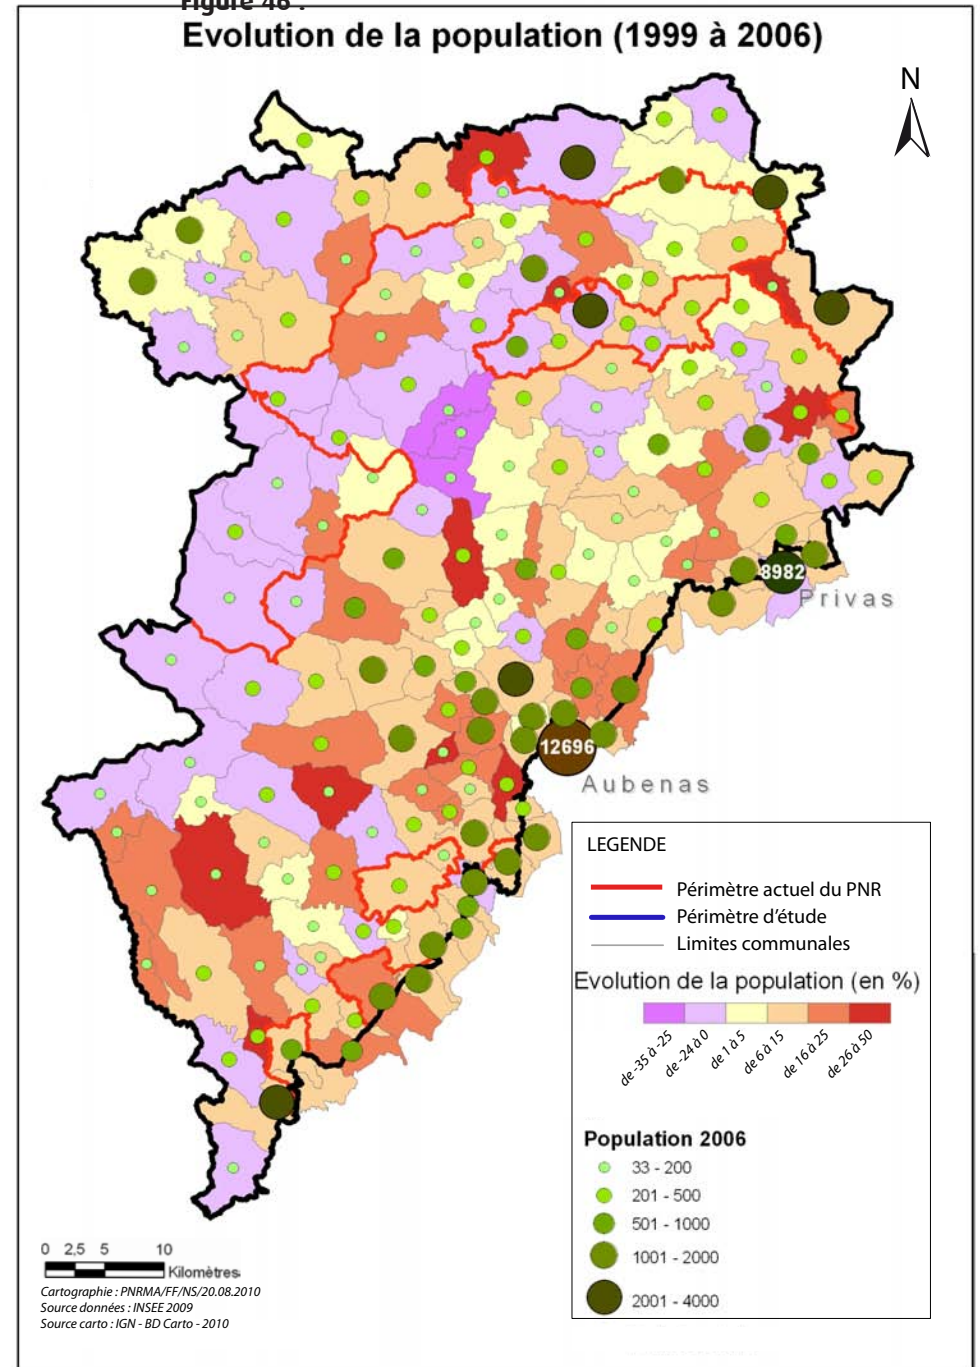 Figure 46 :
Evolution de la population (1999 à 2006)
N
8982
Privas
12696
Aubenas
LEGENDE
Périmètre actuel du PNR
Périmètre d'étude
Limites communales
Evolution de la population (en %)
de -35 à -25
de -24 à 0
de 1 à 5
de 6 à 15
de 16 à 25
de 26 à 50
Population 2006
33 - 200
201 - 500
501 - 1000
1001 - 2000
2001 - 4000
0 2,5 5 10
Kilomètres
Cartographie : PNRMA/FF/NS/20.08.2010
Source données : INSEE 2009
Source carto : IGN - BD Carto - 2010